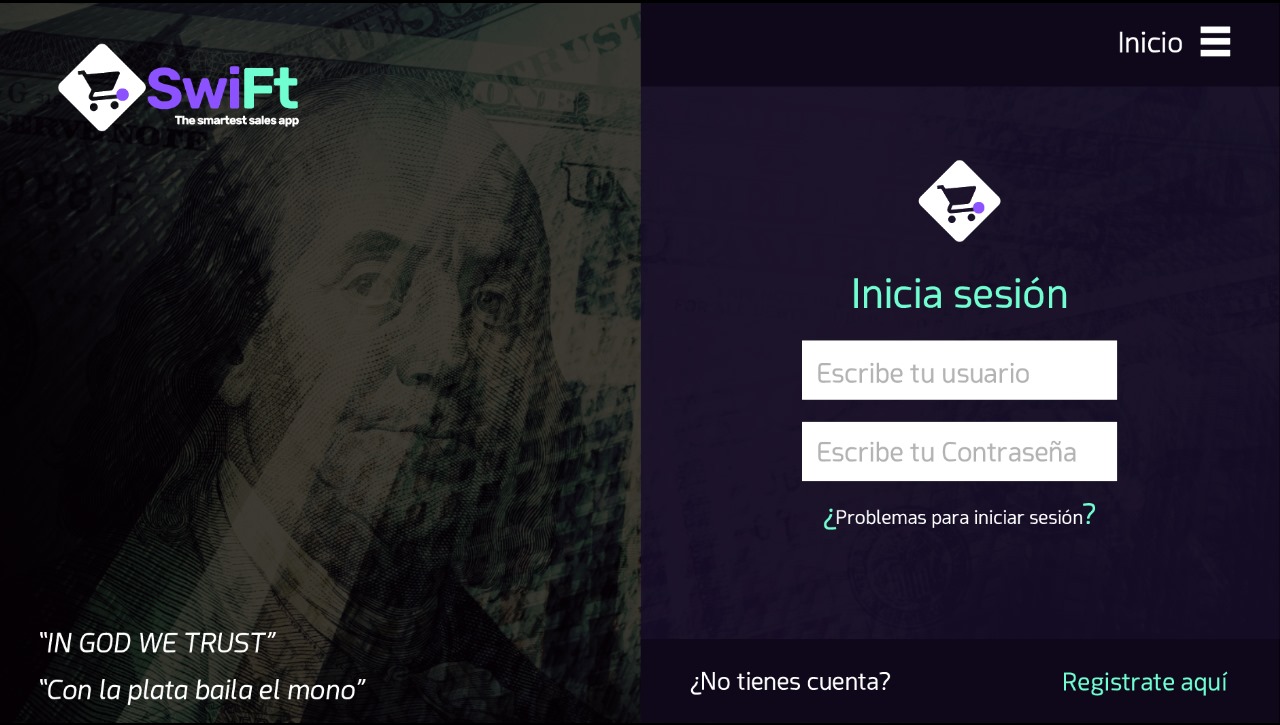 SwiFt
The smartest sales app
"IN GOD WE TRUST"
"Con la plata baila el mono"
Inicio
Inicia sesión
Escribe tu usuario
Escribe tu Contraseña
¿Problemas para iniciar sesión?
¿No tienes cuenta?
Registrate aquí